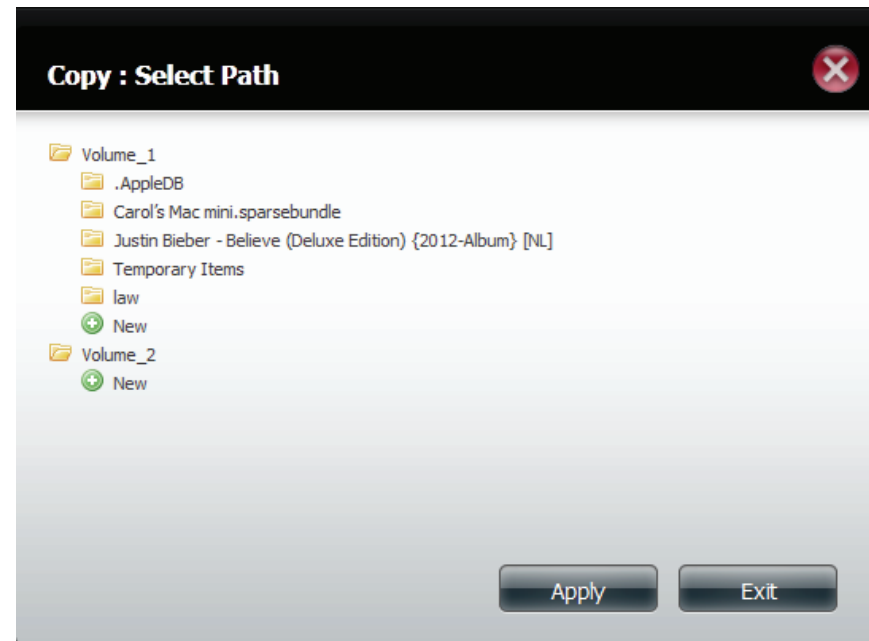 Copy : Select Path
Volume_1
.AppleDB
Carol's Mac mini.sparsebundle
Justin Bieber - Believe (Deluxe Edition) {2012-Album} [NL]
Temporary Items
law
New
Volume_2
New
Apply Exit